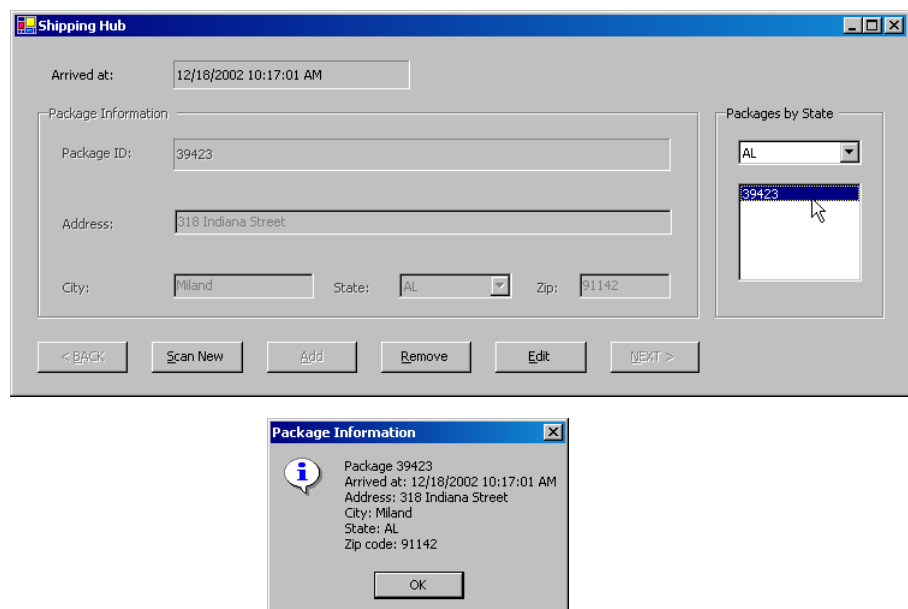 Shipping Hub
Arrived at: 12/18/2002 10:17:01 AM
Package Information
Package ID: 39423
Address: 318 Indiana Street
City: Miland State: AL Zip: 91142
Packages by State
AL
39423
< BACK Scan New Add Remove Edit NEXT >
Package Information
Package 39423
Arrived at: 12/18/2002 10:17:01 AM
Address: 318 Indiana Street
City: Miland
State: AL
Zip code: 91142
OK